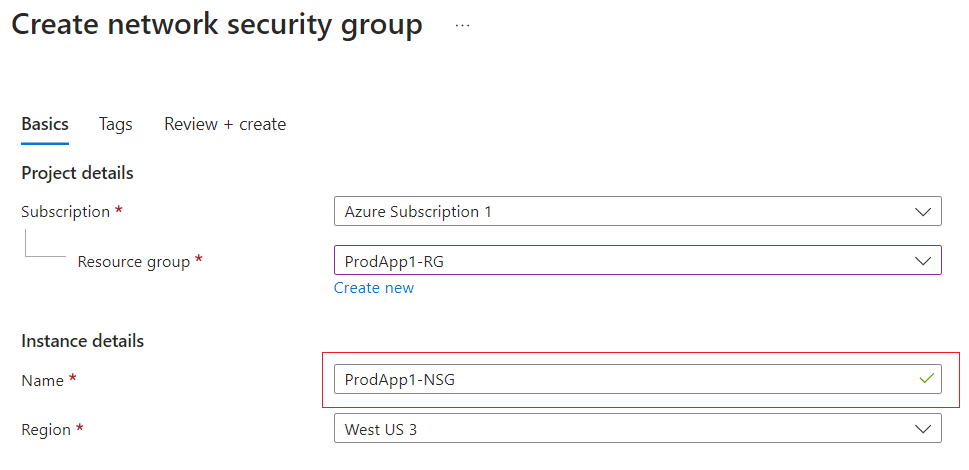 Create network security group ...
Basics Tags Review + create
Project details
Subscription * Azure Subscription 1
Resource group * ProdApp1-RG
Create new
Instance details
Name * ProdApp1-NSG
Region * West US 3